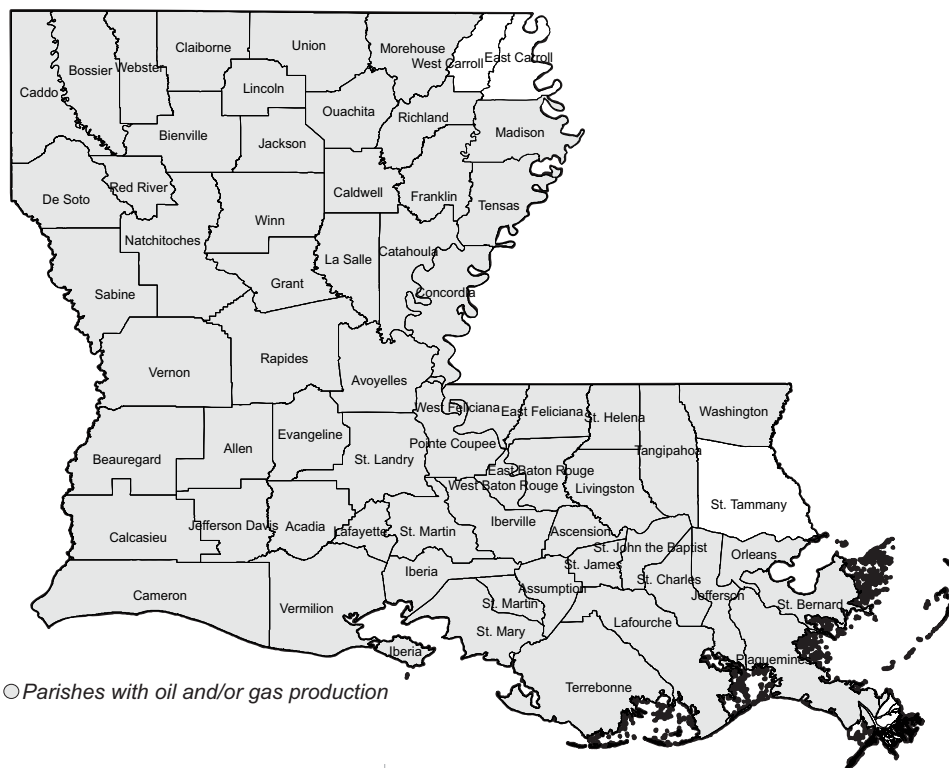 Claiborne
Union
Morehouse
West Carroll
East Carroll
Bossier
Webster
Caddo
Lincoln
Ouachita
Richland
Madison
Bienville
Jackson
De Soto
Red River
Caldwell
Franklin
Tensas
Winn
Natchitoches
La Salle
Catahoula
Sabine
Grant
Concordia
Vernon
Rapides
Avoyelles
West Feliciana
East Feliciana
St. Helena
Washington
Beauregard
Allen
Evangeline
St. Landry
Pointe Coupee
Tangipahoa
East Baton Rouge
West Baton Rouge
Livingston
St. Tammany
Calcasieu
Jefferson Davis
Acadia
Lafayette
St. Martin
Iberville
Ascension
St. John the Baptist
Orleans
St. James
Iberia
St. Charles
Cameron
Vermilion
Assumption
St. Martin
Jefferson
St. Bernard
St. Mary
Lafourche
Iberia
Plaquemines
Terrebonne
Parishes with oil and/or gas production